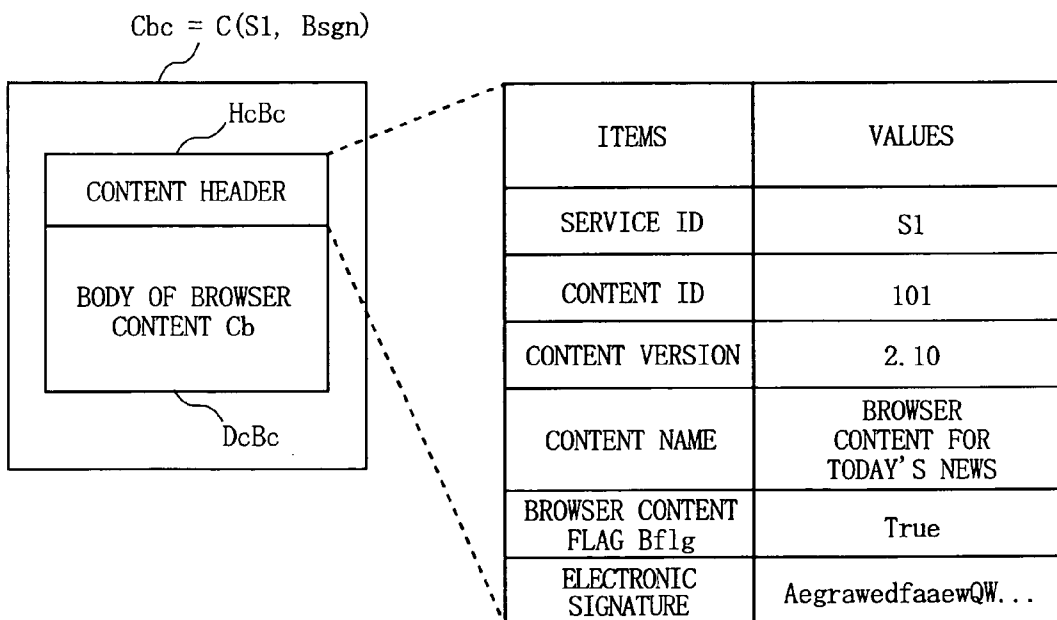 Cbc = C(S1, Bsgn)
HcBc
CONTENT HEADER
BODY OF BROWSER
CONTENT Cb
DcBc
ITEMS VALUES
SERVICE ID S1
CONTENT ID 101
CONTENT VERSION 2.10
CONTENT NAME
BROWSER
CONTENT FOR
TODAY'S NEWS
BROWSER CONTENT
FLAG Bflg
True
ELECTRONIC
SIGNATURE
AegrawedfaaewQW...